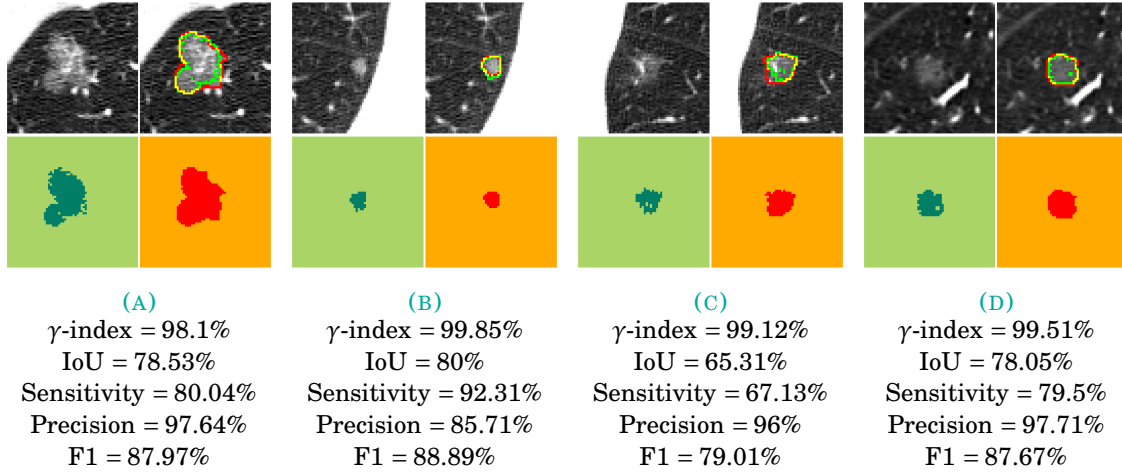 (A)
γ-index = 98.1%
IoU = 78.53%
Sensitivity = 80.04%
Precision = 97.64%
F1 = 87.97%
(B)
γ-index = 99.85%
IoU = 80%
Sensitivity = 92.31%
Precision = 85.71%
F1 = 88.89%
(C)
γ-index = 99.12%
IoU = 65.31%
Sensitivity = 67.13%
Precision = 96%
F1 = 79.01%
(D)
γ-index = 99.51%
IoU = 78.05%
Sensitivity = 79.5%
Precision = 97.71%
F1 = 87.67%